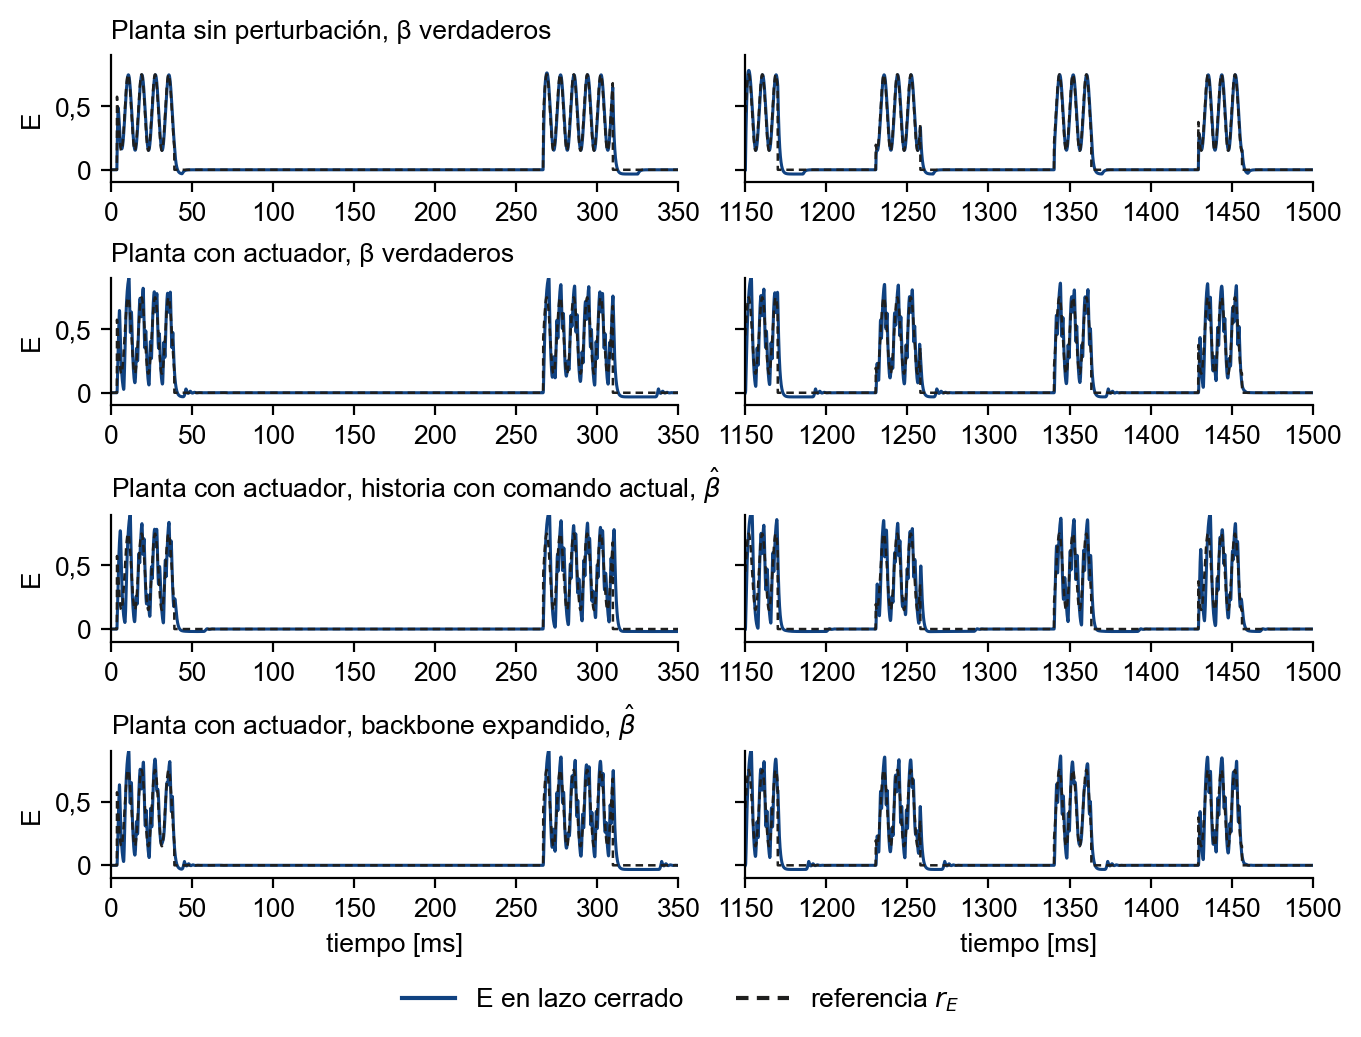 Planta sin perturbación, β verdaderos
E
0,5
0
0 50 100 150 200 250 300 350
1150 1200 1250 1300 1350 1400 1450 1500
Planta con actuador, β verdaderos
E
0,5
0
0 50 100 150 200 250 300 350
1150 1200 1250 1300 1350 1400 1450 1500
Planta con actuador, historia con comando actual, β̂
E
0,5
0
0 50 100 150 200 250 300 350
1150 1200 1250 1300 1350 1400 1450 1500
Planta con actuador, backbone expandido, β̂
E
0,5
0
0 50 100 150 200 250 300 350
1150 1200 1250 1300 1350 1400 1450 1500
tiempo [ms]
tiempo [ms]
E en lazo cerrado
referencia r_E